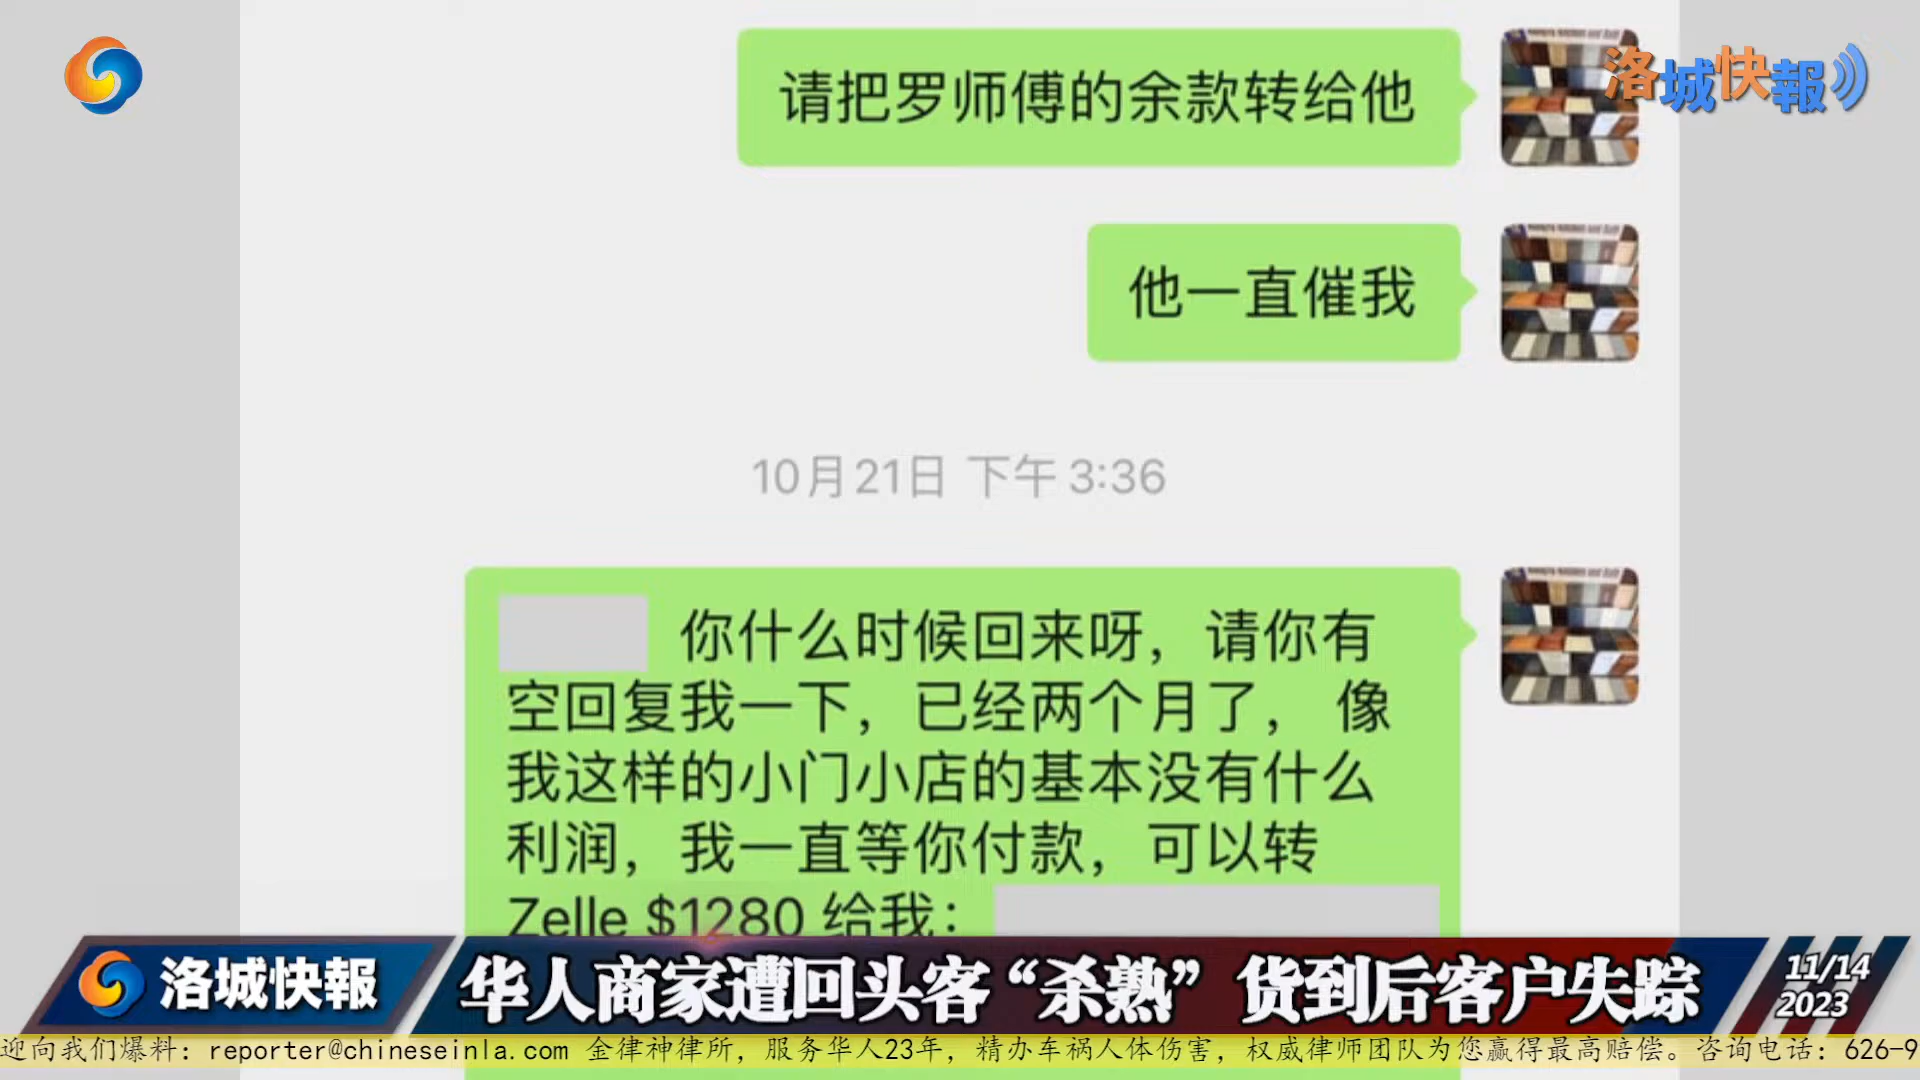 请把罗师傅的余款转给他
洛城快報
他一直催我
10月21日 下午 3:36
你什么时候回来呀，请你有
空回复我一下，已经两个月了， 像
我这样的小门小店的基本没有什么
利润，我一直等你付款，可以转
Zelle $1280 给我：
洛城快報
华人商家遭回头客“杀熟” 货到后客户失踪
11/14
2023
迎向我们爆料：reporter@chineseinla.com 金律神律所，服务华人23年，精办车祸人体伤害，权威律师团队为您赢得最高赔偿。咨询电话：626-9